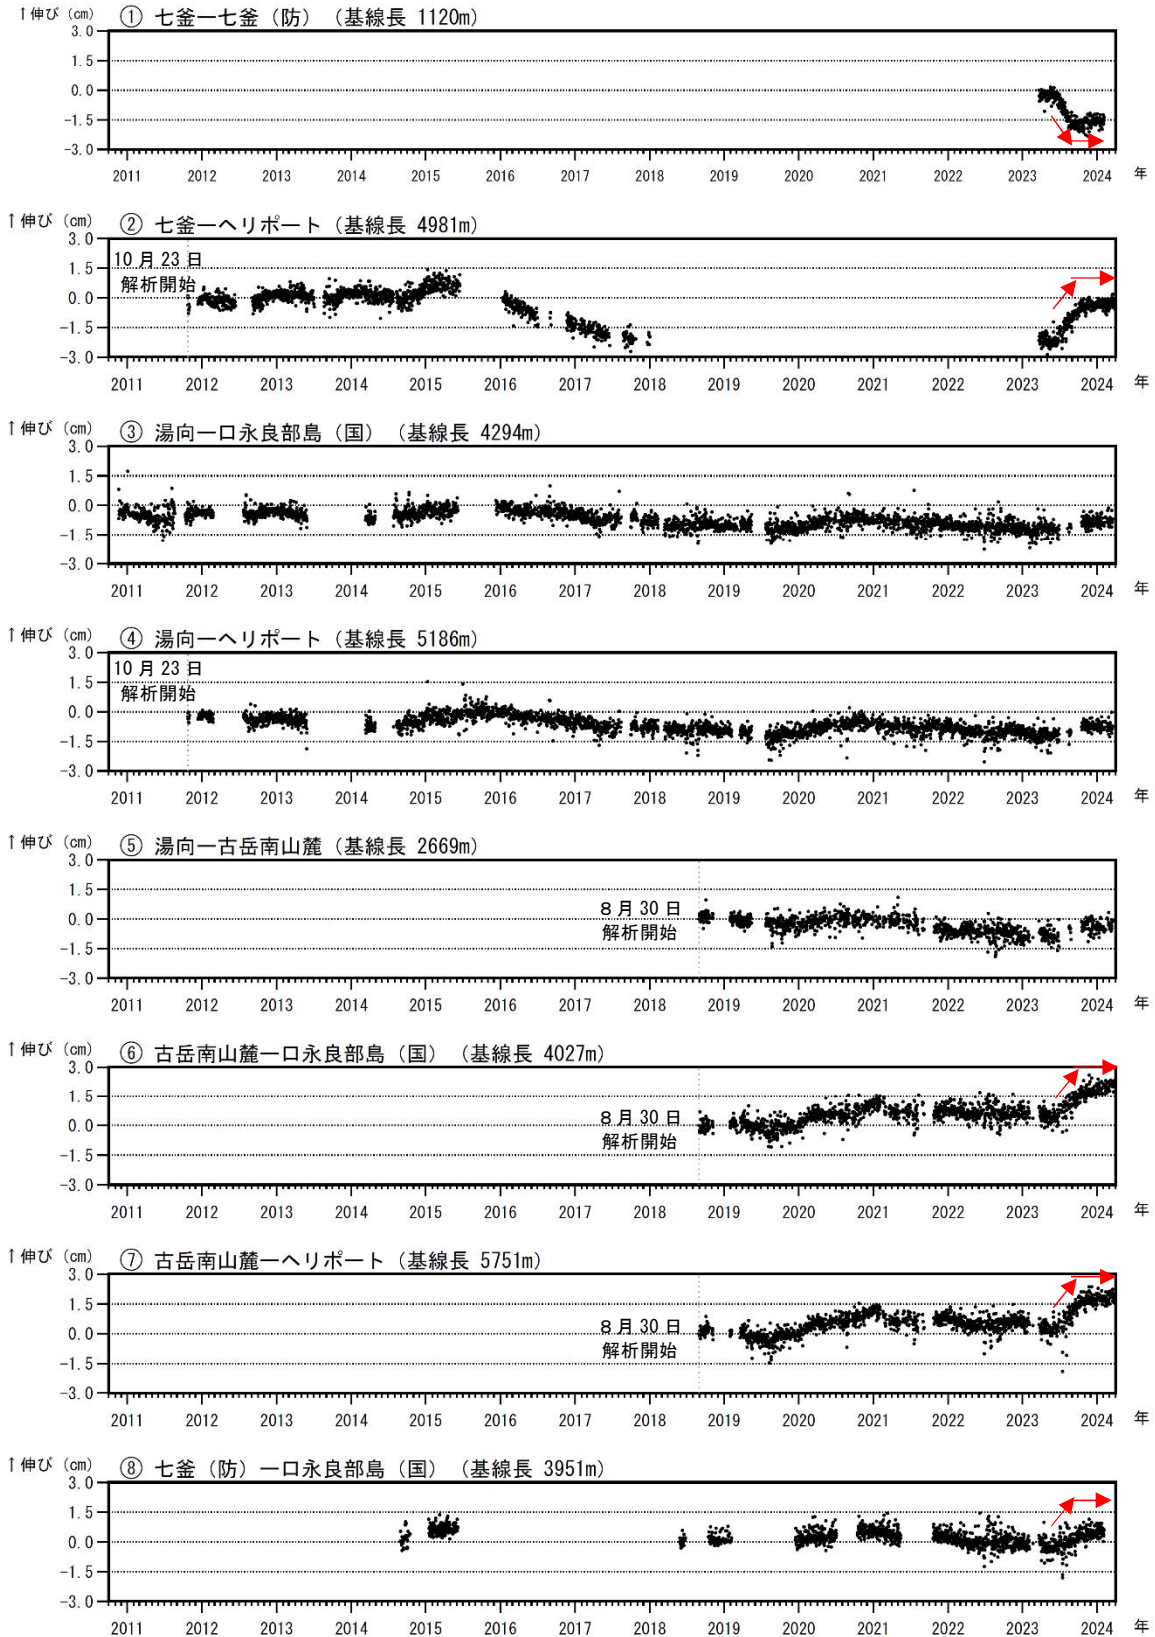 ↑伸び (cm) ① 七釜ー七釜（防）（基線長 1120m）
3.0
1.5
0.0
-1.5
-3.0
2011 2012 2013 2014 2015 2016 2017 2018 2019 2020 2021 2022 2023 2024 年
↑伸び (cm) ② 七釜ーヘリポート（基線長 4981m）
3.0
10月23日
1.5
解析開始
0.0
-1.5
-3.0
2011 2012 2013 2014 2015 2016 2017 2018 2019 2020 2021 2022 2023 2024 年
↑伸び (cm) ③ 湯向ー口永良部島（国）（基線長 4294m）
3.0
1.5
0.0
-1.5
-3.0
2011 2012 2013 2014 2015 2016 2017 2018 2019 2020 2021 2022 2023 2024 年
↑伸び (cm) ④ 湯向ーヘリポート（基線長 5186m）
3.0
10月23日
1.5
解析開始
0.0
-1.5
-3.0
2011 2012 2013 2014 2015 2016 2017 2018 2019 2020 2021 2022 2023 2024 年
↑伸び (cm) ⑤ 湯向ー古岳南山麓（基線長 2669m）
3.0
1.5
8月30日
0.0
解析開始
-1.5
-3.0
2011 2012 2013 2014 2015 2016 2017 2018 2019 2020 2021 2022 2023 2024 年
↑伸び (cm) ⑥ 古岳南山麓ー口永良部島（国）（基線長 4027m）
3.0
1.5
8月30日
0.0
解析開始
-1.5
-3.0
2011 2012 2013 2014 2015 2016 2017 2018 2019 2020 2021 2022 2023 2024 年
↑伸び (cm) ⑦ 古岳南山麓ーヘリポート（基線長 5751m）
3.0
1.5
8月30日
0.0
解析開始
-1.5
-3.0
2011 2012 2013 2014 2015 2016 2017 2018 2019 2020 2021 2022 2023 2024 年
↑伸び (cm) ⑧ 七釜（防）ー口永良部島（国）（基線長 3951m）
3.0
1.5
0.0
-1.5
-3.0
2011 2012 2013 2014 2015 2016 2017 2018 2019 2020 2021 2022 2023 2024 年